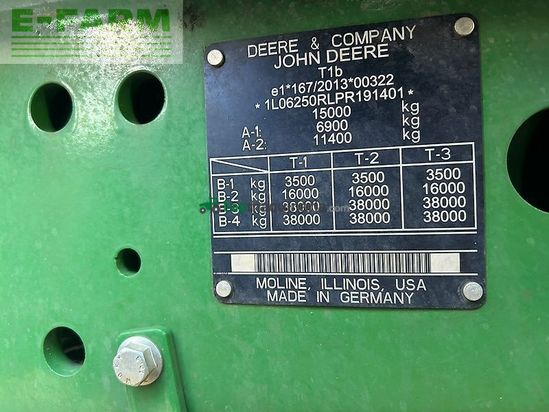 E-FARM
DEERE & COMPANY
JOHN DEERE
T1b
e1*167/2013*00322
*1L06250RLPR191401*
15000 kg
A-1: 6900 kg
A-2: 11400 kg
T-1 T-2 T-3
B-1 kg 3500 3500 3500
B-2 kg 16000 16000 16000
B-3 kg 38000 38000 38000
B-4 kg 38000 38000 38000
MOLINE, ILLINOIS, USA
MADE IN GERMANY